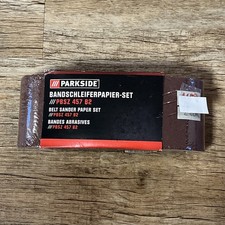 /// PARKSIDE
BANDSCHLEIFERPAPIER-SET
/// PBSZ 457 B2
BELT SANDER PAPER SET
/// PBSZ 457 B2
BANDES ABRASIVES
/// PBSZ 457 B2